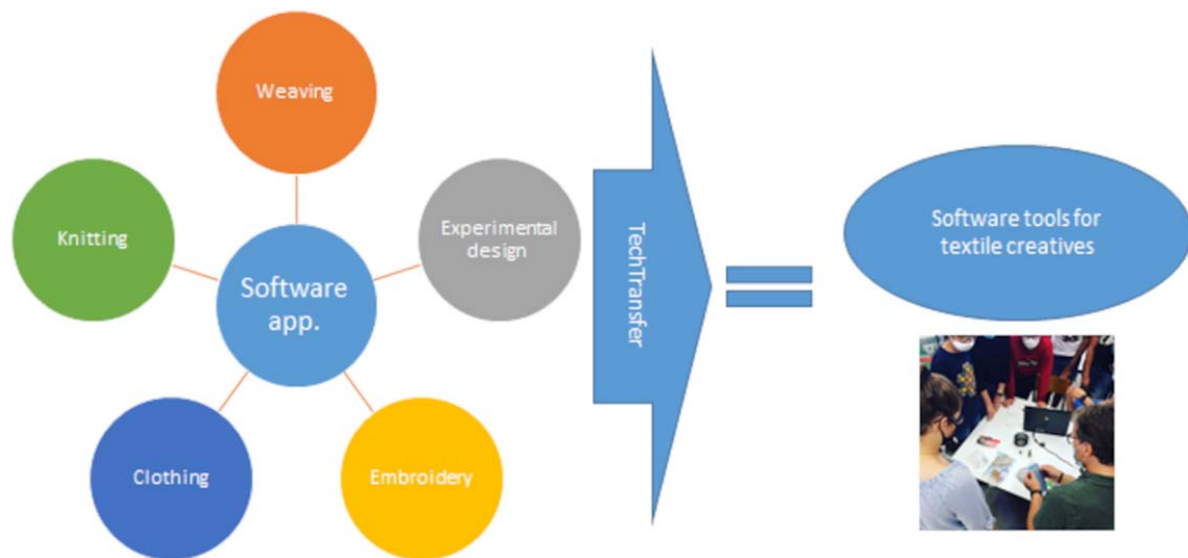 Weaving
Knitting
Experimental
design
Software
app.
Clothing
Embroidery
TechTransfer
Software tools for
textile creatives